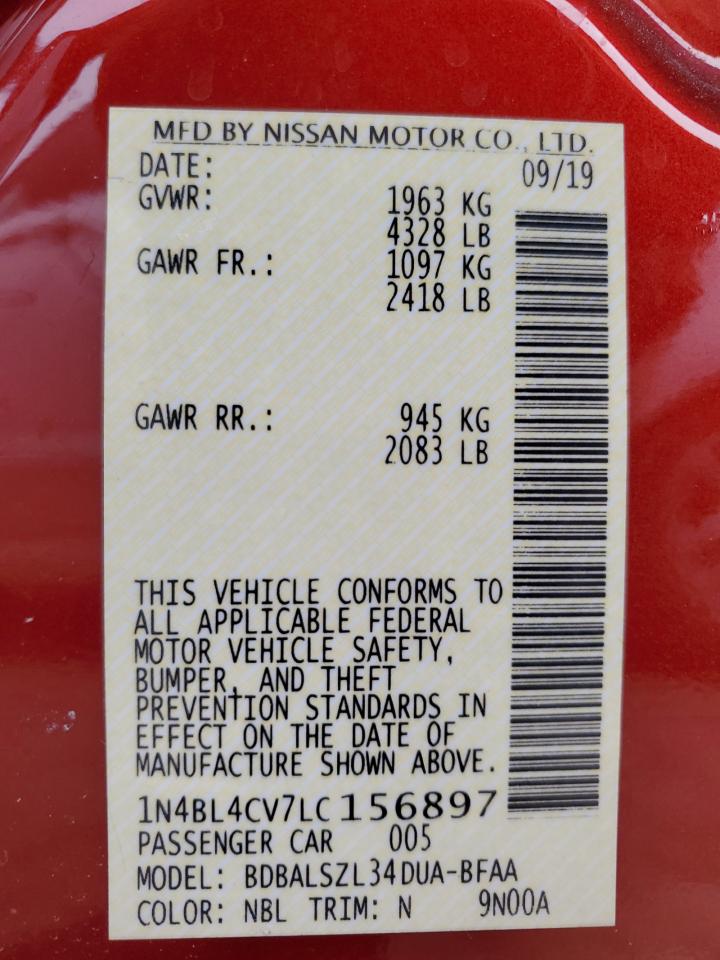 MFD BY NISSAN MOTOR CO., LTD.
DATE: 09/19
GVWR: 1963 KG
4328 LB
GAWR FR.: 1097 KG
2418 LB
GAWR RR.: 945 KG
2083 LB
THIS VEHICLE CONFORMS TO
ALL APPLICABLE FEDERAL
MOTOR VEHICLE SAFETY,
BUMPER, AND THEFT
PREVENTION STANDARDS IN
EFFECT ON THE DATE OF
MANUFACTURE SHOWN ABOVE.
1N4BL4CV7LC156897
PASSENGER CAR 005
MODEL: BDBALSZL34DUA-BFAA
COLOR: NBL TRIM: N 9N00A